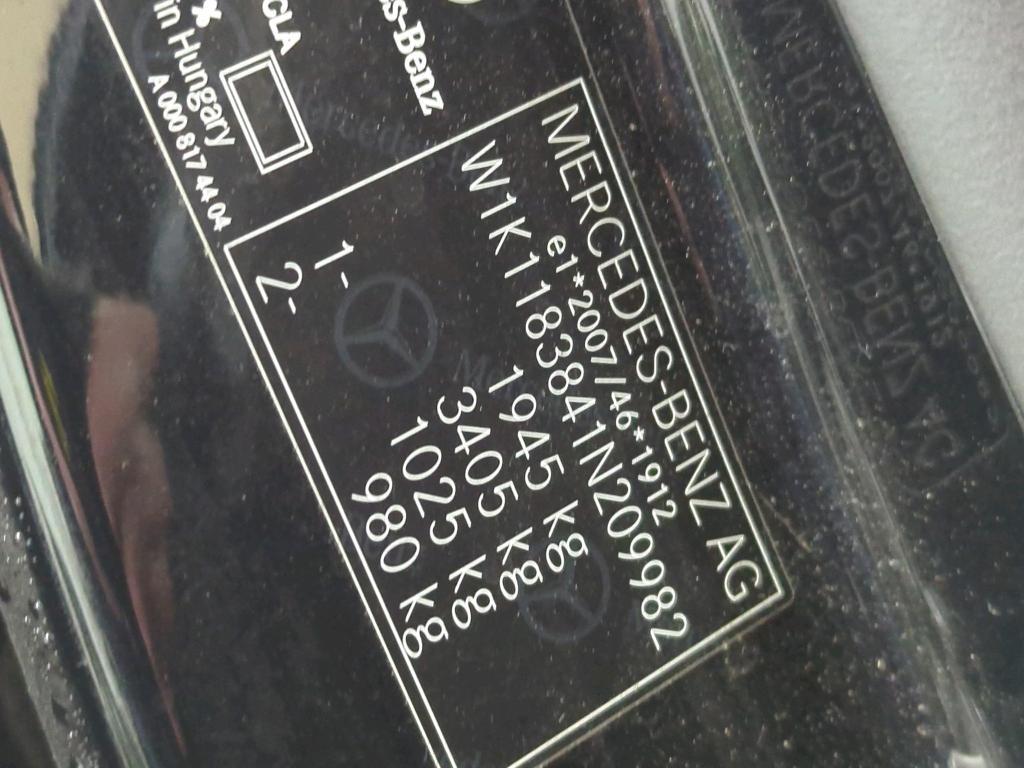 MERCEDES-BENZ AG
e1*2007/46*1912
W1K1183841N209982
1945 kg
3405 kg
1- 1025 kg
2- 980 kg
CLA
in Hungary
A 000 817 44 04